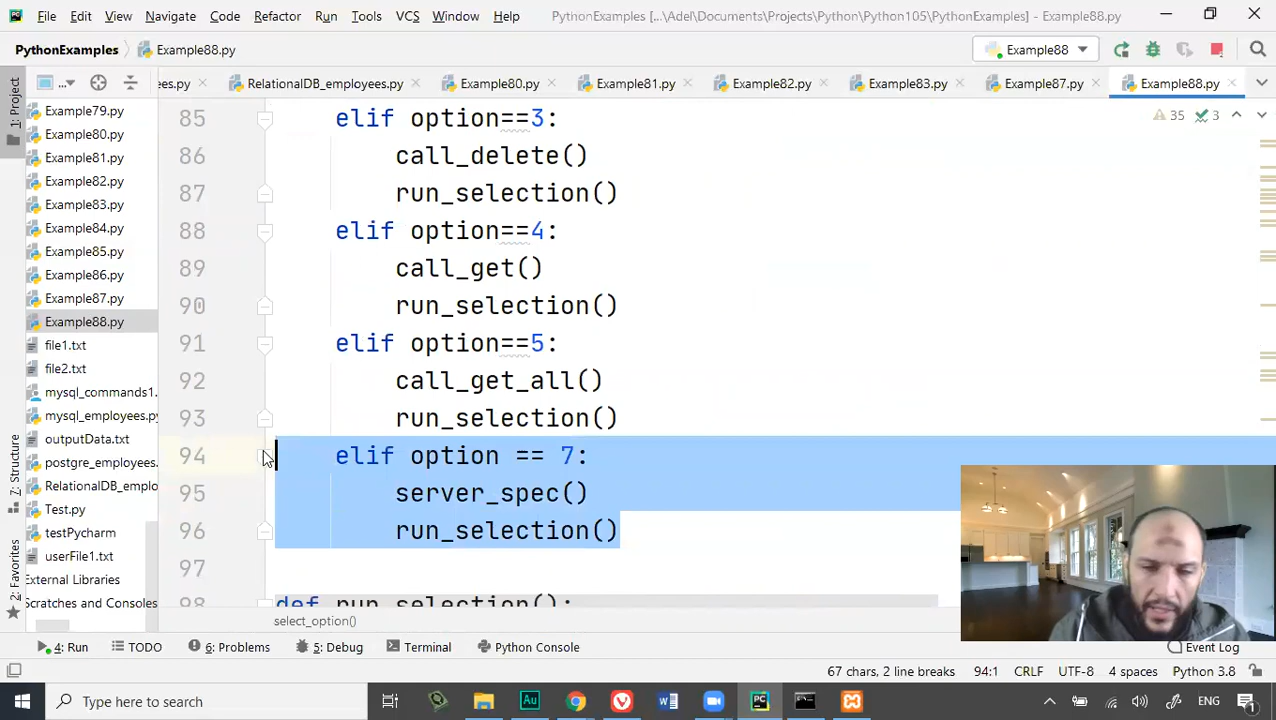 File Edit View Navigate Code Refactor Run Tools VCS Window Help PythonExamples [...\Adel\Documents\Projects\Python\Python105\PythonExamples] - Example88.py
PythonExamples Example88.py Example88
1: Project
ees.py RelationalDB_employees.py Example80.py Example81.py Example82.py Example83.py Example87.py Example88.py
35 3
Example79.py
Example80.py
Example81.py
Example82.py
Example83.py
Example84.py
Example85.py
Example86.py
Example87.py
Example88.py
file1.txt
file2.txt
mysql_commands1.
mysql_employees.py
outputData.txt
postgre_employees.
RelationalDB_emplo
Test.py
testPycharm
userFile1.txt
External Libraries
Scratches and Consoles
7: Structure
2: Favorites
85 elif option==3:
86 call_delete()
87 run_selection()
88 elif option==4:
89 call_get()
90 run_selection()
91 elif option==5:
92 call_get_all()
93 run_selection()
94 elif option == 7:
95 server_spec()
96 run_selection()
97
98 def run_selection():
select_option()
4: Run TODO 6: Problems 5: Debug Terminal Python Console Event Log
67 chars, 2 line breaks 94:1 CRLF UTF-8 4 spaces Python 3.8
Type here to search
Au
ENG
1